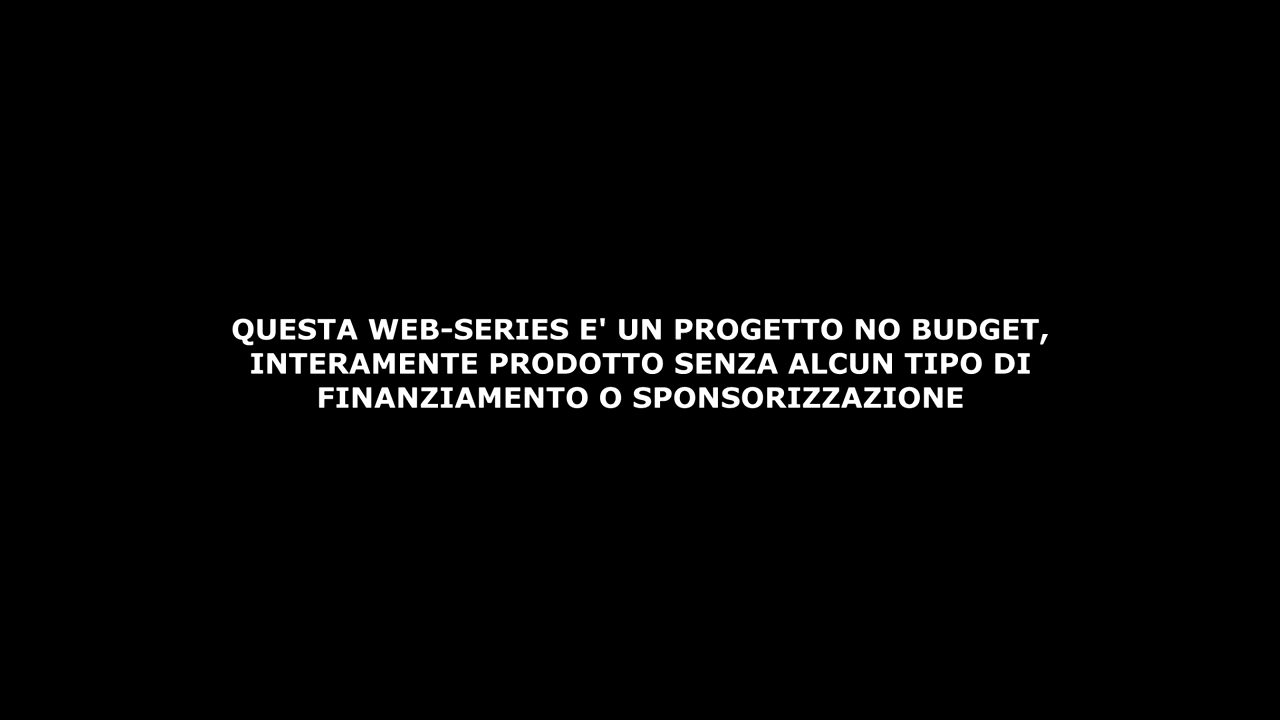 QUESTA WEB-SERIES E' UN PROGETTO NO BUDGET,
INTERAMENTE PRODOTTO SENZA ALCUN TIPO DI
FINANZIAMENTO O SPONSORIZZAZIONE